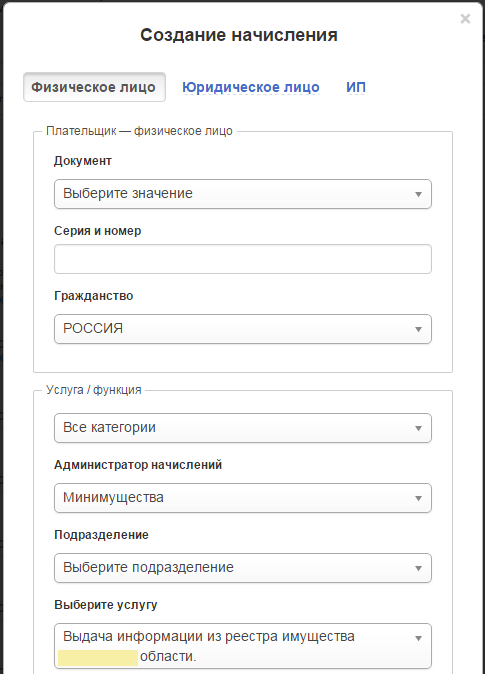 Создание начисления
Физическое лицо Юридическое лицо ИП
Плательщик — физическое лицо
Документ
Выберите значение
Серия и номер
Гражданство
РОССИЯ
Услуга / функция
Все категории
Администратор начислений
Минимущества
Подразделение
Выберите подразделение
Выберите услугу
Выдача информации из реестра имущества
области.